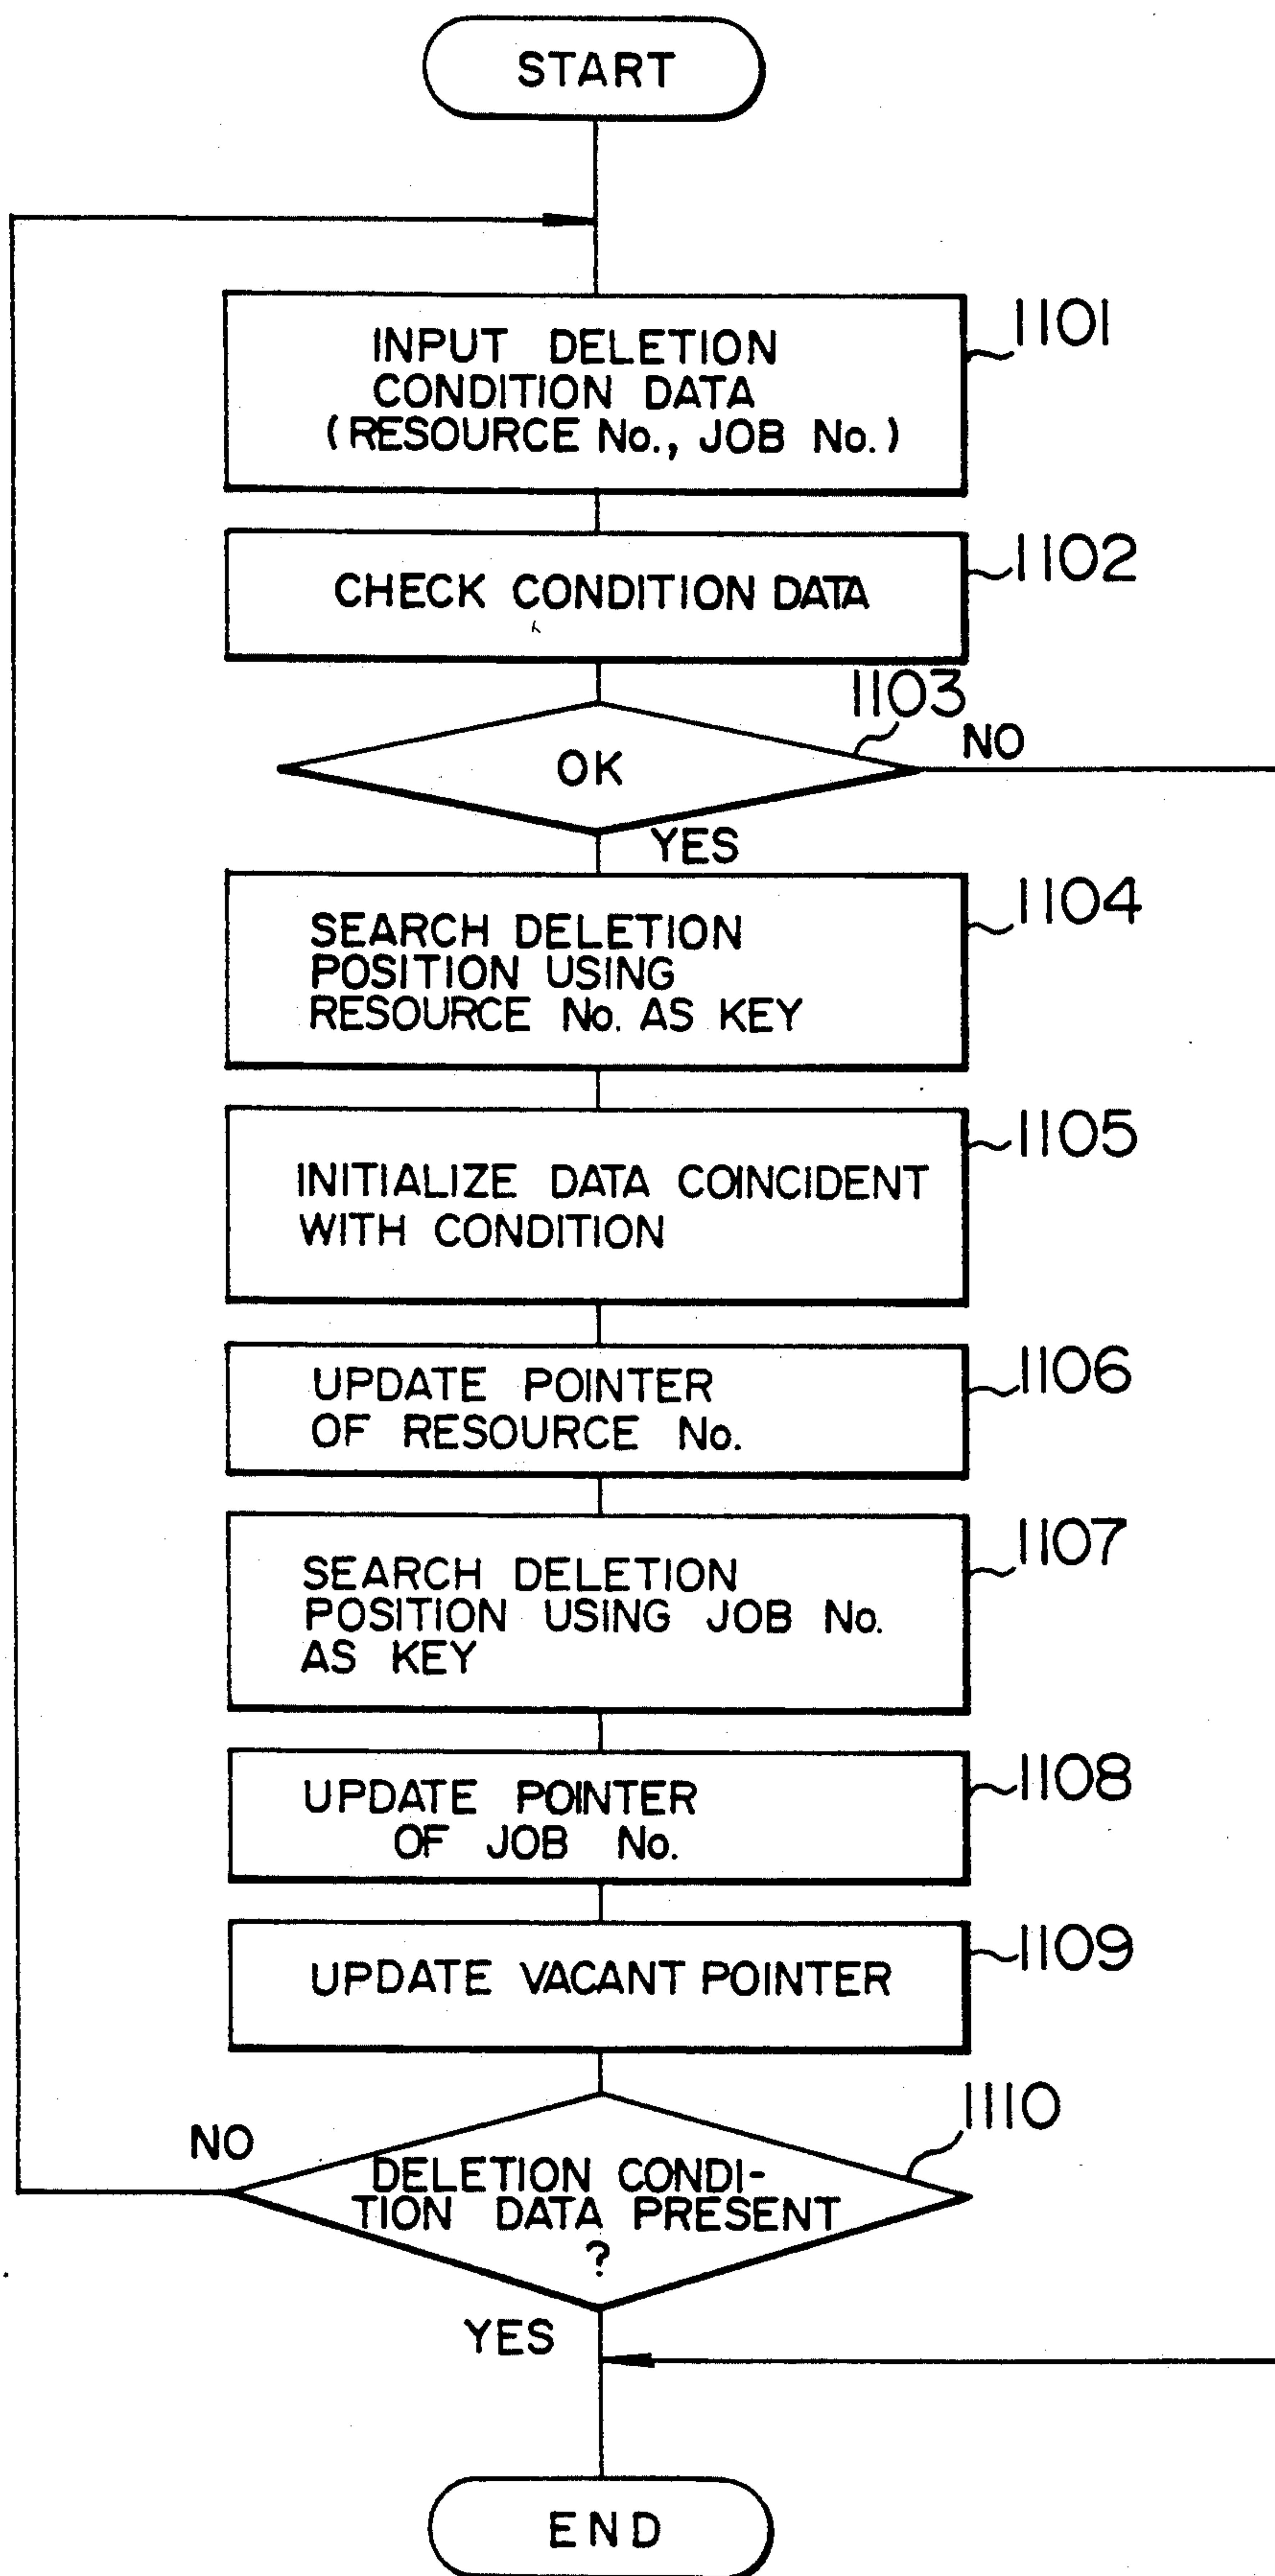 START
INPUT DELETION
CONDITION DATA
(RESOURCE No., JOB No.)
1101
CHECK CONDITION DATA
1102
1103
OK
NO
YES
SEARCH DELETION
POSITION USING
RESOURCE No. AS KEY
1104
INITIALIZE DATA COINCIDENT
WITH CONDITION
1105
UPDATE POINTER
OF RESOURCE No.
1106
SEARCH DELETION
POSITION USING JOB No.
AS KEY
1107
UPDATE POINTER
OF JOB No.
1108
UPDATE VACANT POINTER
1109
1110
NO
DELETION CONDI-
TION DATA PRESENT
?
YES
END